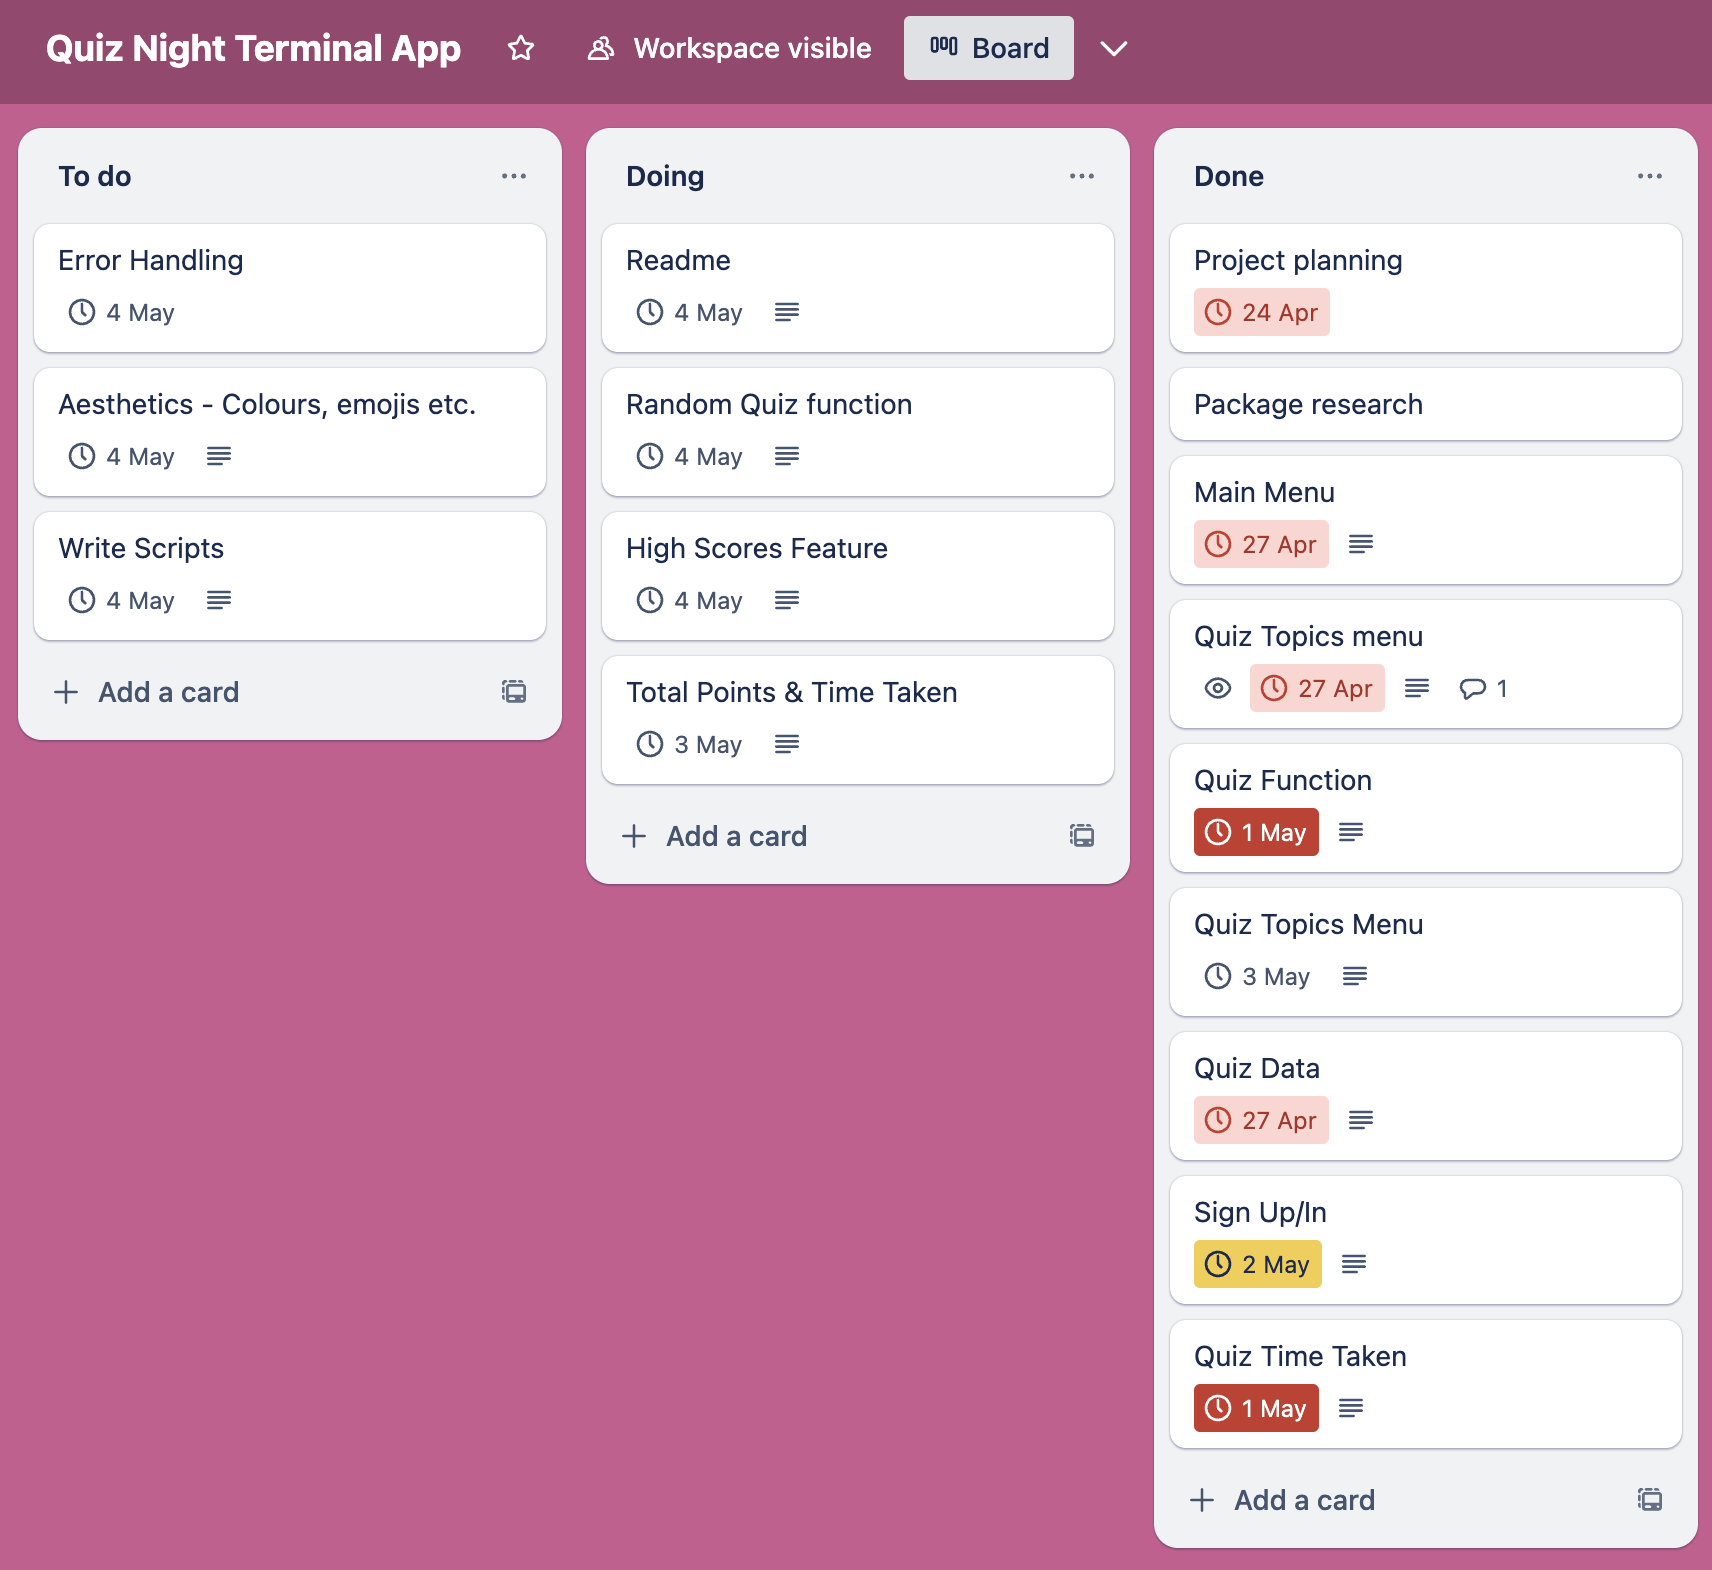 Quiz Night Terminal App Workspace visible Board
To do
Error Handling
4 May
Aesthetics - Colours, emojis etc.
4 May
Write Scripts
4 May
Add a card
Doing
Readme
4 May
Random Quiz function
4 May
High Scores Feature
4 May
Total Points & Time Taken
3 May
Add a card
Done
Project planning
24 Apr
Package research
Main Menu
27 Apr
Quiz Topics menu
27 Apr 1
Quiz Function
1 May
Quiz Topics Menu
3 May
Quiz Data
27 Apr
Sign Up/In
2 May
Quiz Time Taken
1 May
Add a card